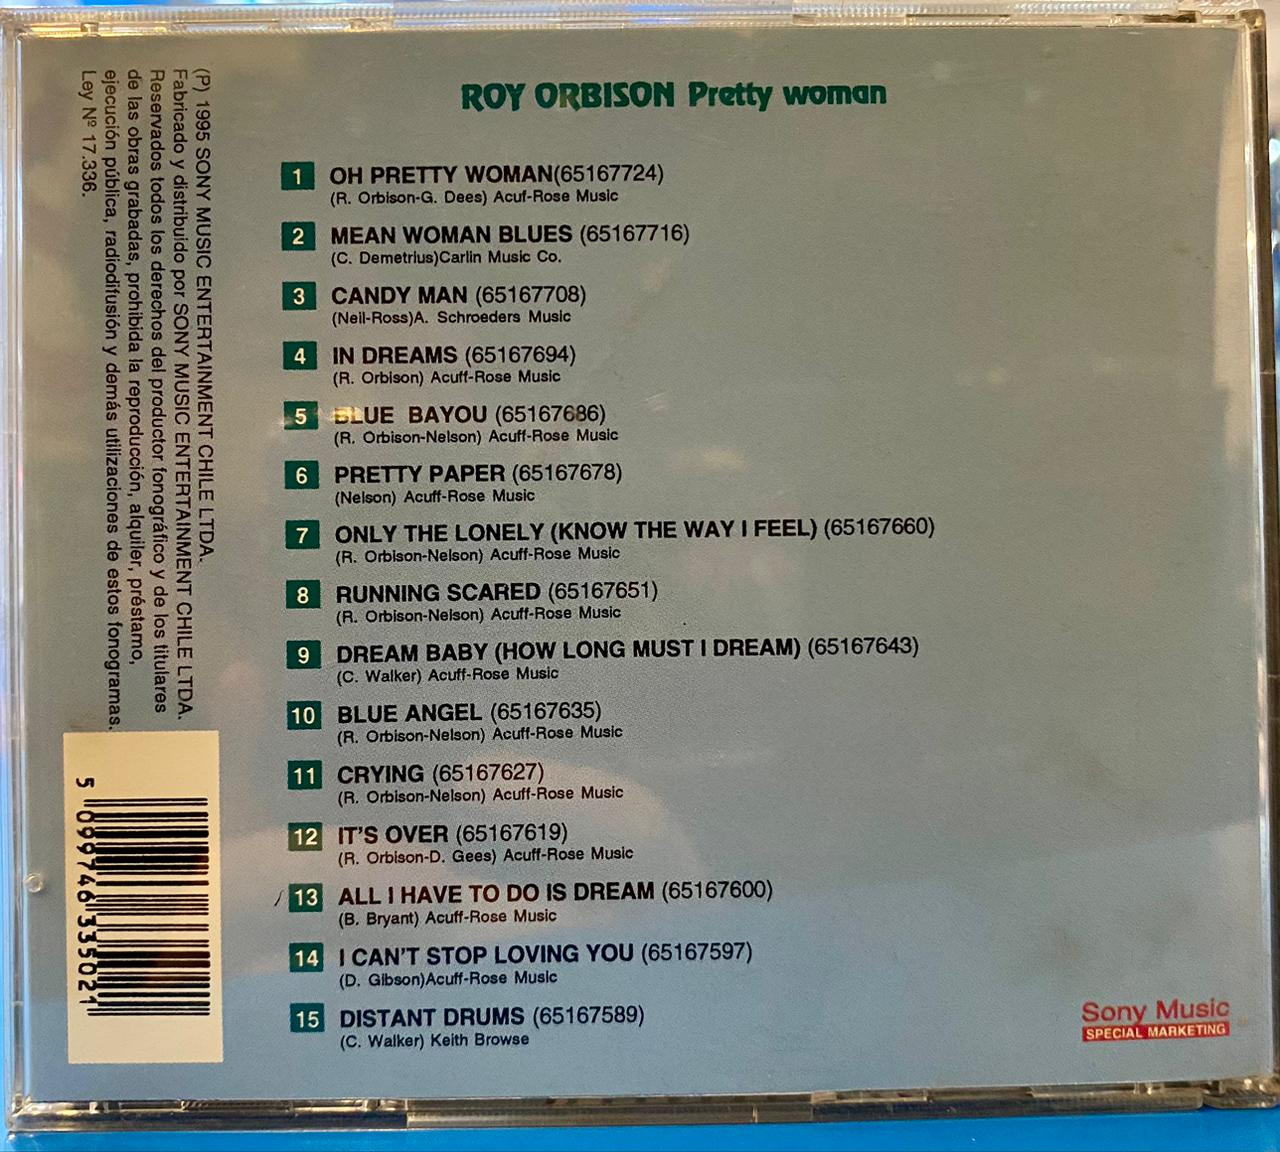 ROY ORBISON Pretty woman
1 OH PRETTY WOMAN(65167724)
(R. Orbison-G. Dees) Acuf-Rose Music
2 MEAN WOMAN BLUES (65167716)
(C. Demetrius)Carlin Music Co.
3 CANDY MAN (65167708)
(Neil-Ross)A. Schroeders Music
4 IN DREAMS (65167694)
(R. Orbison) Acuff-Rose Music
5 BLUE BAYOU (65167686)
(R. Orbison-Nelson) Acuff-Rose Music
6 PRETTY PAPER (65167678)
(Nelson) Acuff-Rose Music
7 ONLY THE LONELY (KNOW THE WAY I FEEL) (65167660)
(R. Orbison-Nelson) Acuff-Rose Music
8 RUNNING SCARED (65167651)
(R. Orbison-Nelson) Acuff-Rose Music
9 DREAM BABY (HOW LONG MUST I DREAM) (65167643)
(C. Walker) Acuff-Rose Music
10 BLUE ANGEL (65167635)
(R. Orbison-Nelson) Acuff-Rose Music
11 CRYING (65167627)
(R. Orbison-Nelson) Acuff-Rose Music
12 IT'S OVER (65167619)
(R. Orbison-D. Gees) Acuff-Rose Music
13 ALL I HAVE TO DO IS DREAM (65167600)
(B. Bryant) Acuff-Rose Music
14 I CAN'T STOP LOVING YOU (65167597)
(D. Gibson)Acuff-Rose Music
15 DISTANT DRUMS (65167589)
(C. Walker) Keith Browse
(P) 1995 SONY MUSIC ENTERTAINMENT CHILE LTDA.
Fabricado y distribuido por SONY MUSIC ENTERTAINMENT CHILE LTDA.
Reservados todos los derechos del productor fonográfico y de los titulares
de las obras grabadas, prohibida la reproducción, alquiler, préstamo,
ejecución pública, radiodifusión y demás utilizaciones de estos fonogramas.
Ley Nº 17.336.
5 099746 335021
Sony Music
SPECIAL MARKETING